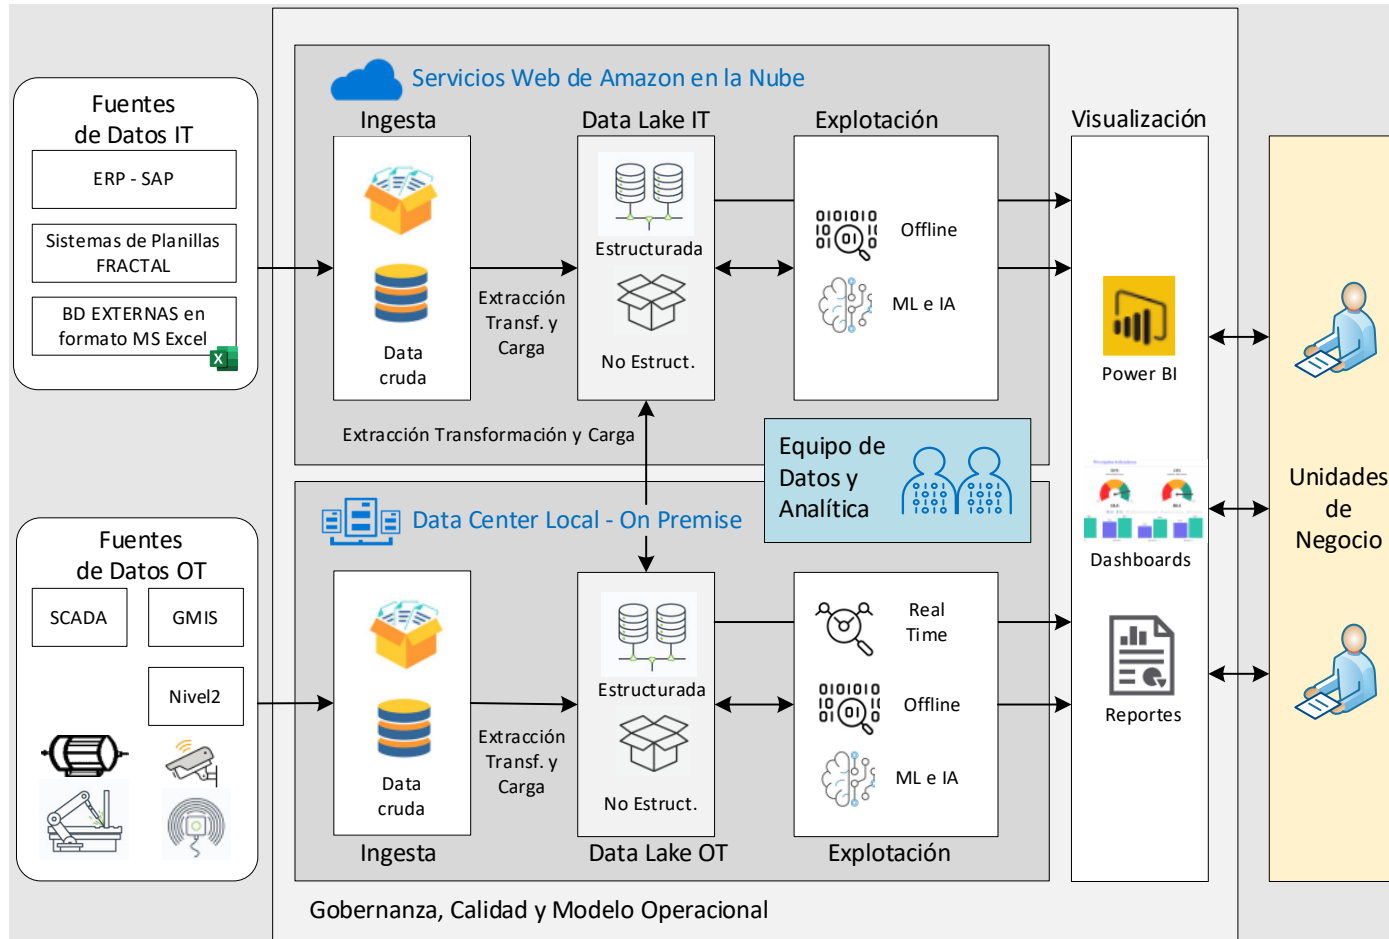 Servicios Web de Amazon en la Nube
Fuentes
de Datos IT
ERP - SAP
Sistemas de Planillas
FRACTAL
BD EXTERNAS en
formato MS Excel
X
Ingesta
Data
cruda
Extracción
Transf. y
Carga
Data Lake IT
Estructurada
No Estruct.
Explotación
Offline
ML e IA
Visualización
Power BI
Dashboards
Reportes
Extracción Transformación y Carga
Equipo de
Datos y
Analítica
Unidades
de
Negocio
Data Center Local - On Premise
Fuentes
de Datos OT
SCADA
GMIS
Nivel2
Data
cruda
Ingesta
Extracción
Transf. y
Carga
Estructurada
No Estruct.
Data Lake OT
Real
Time
Offline
ML e IA
Explotación
Gobernanza, Calidad y Modelo Operacional